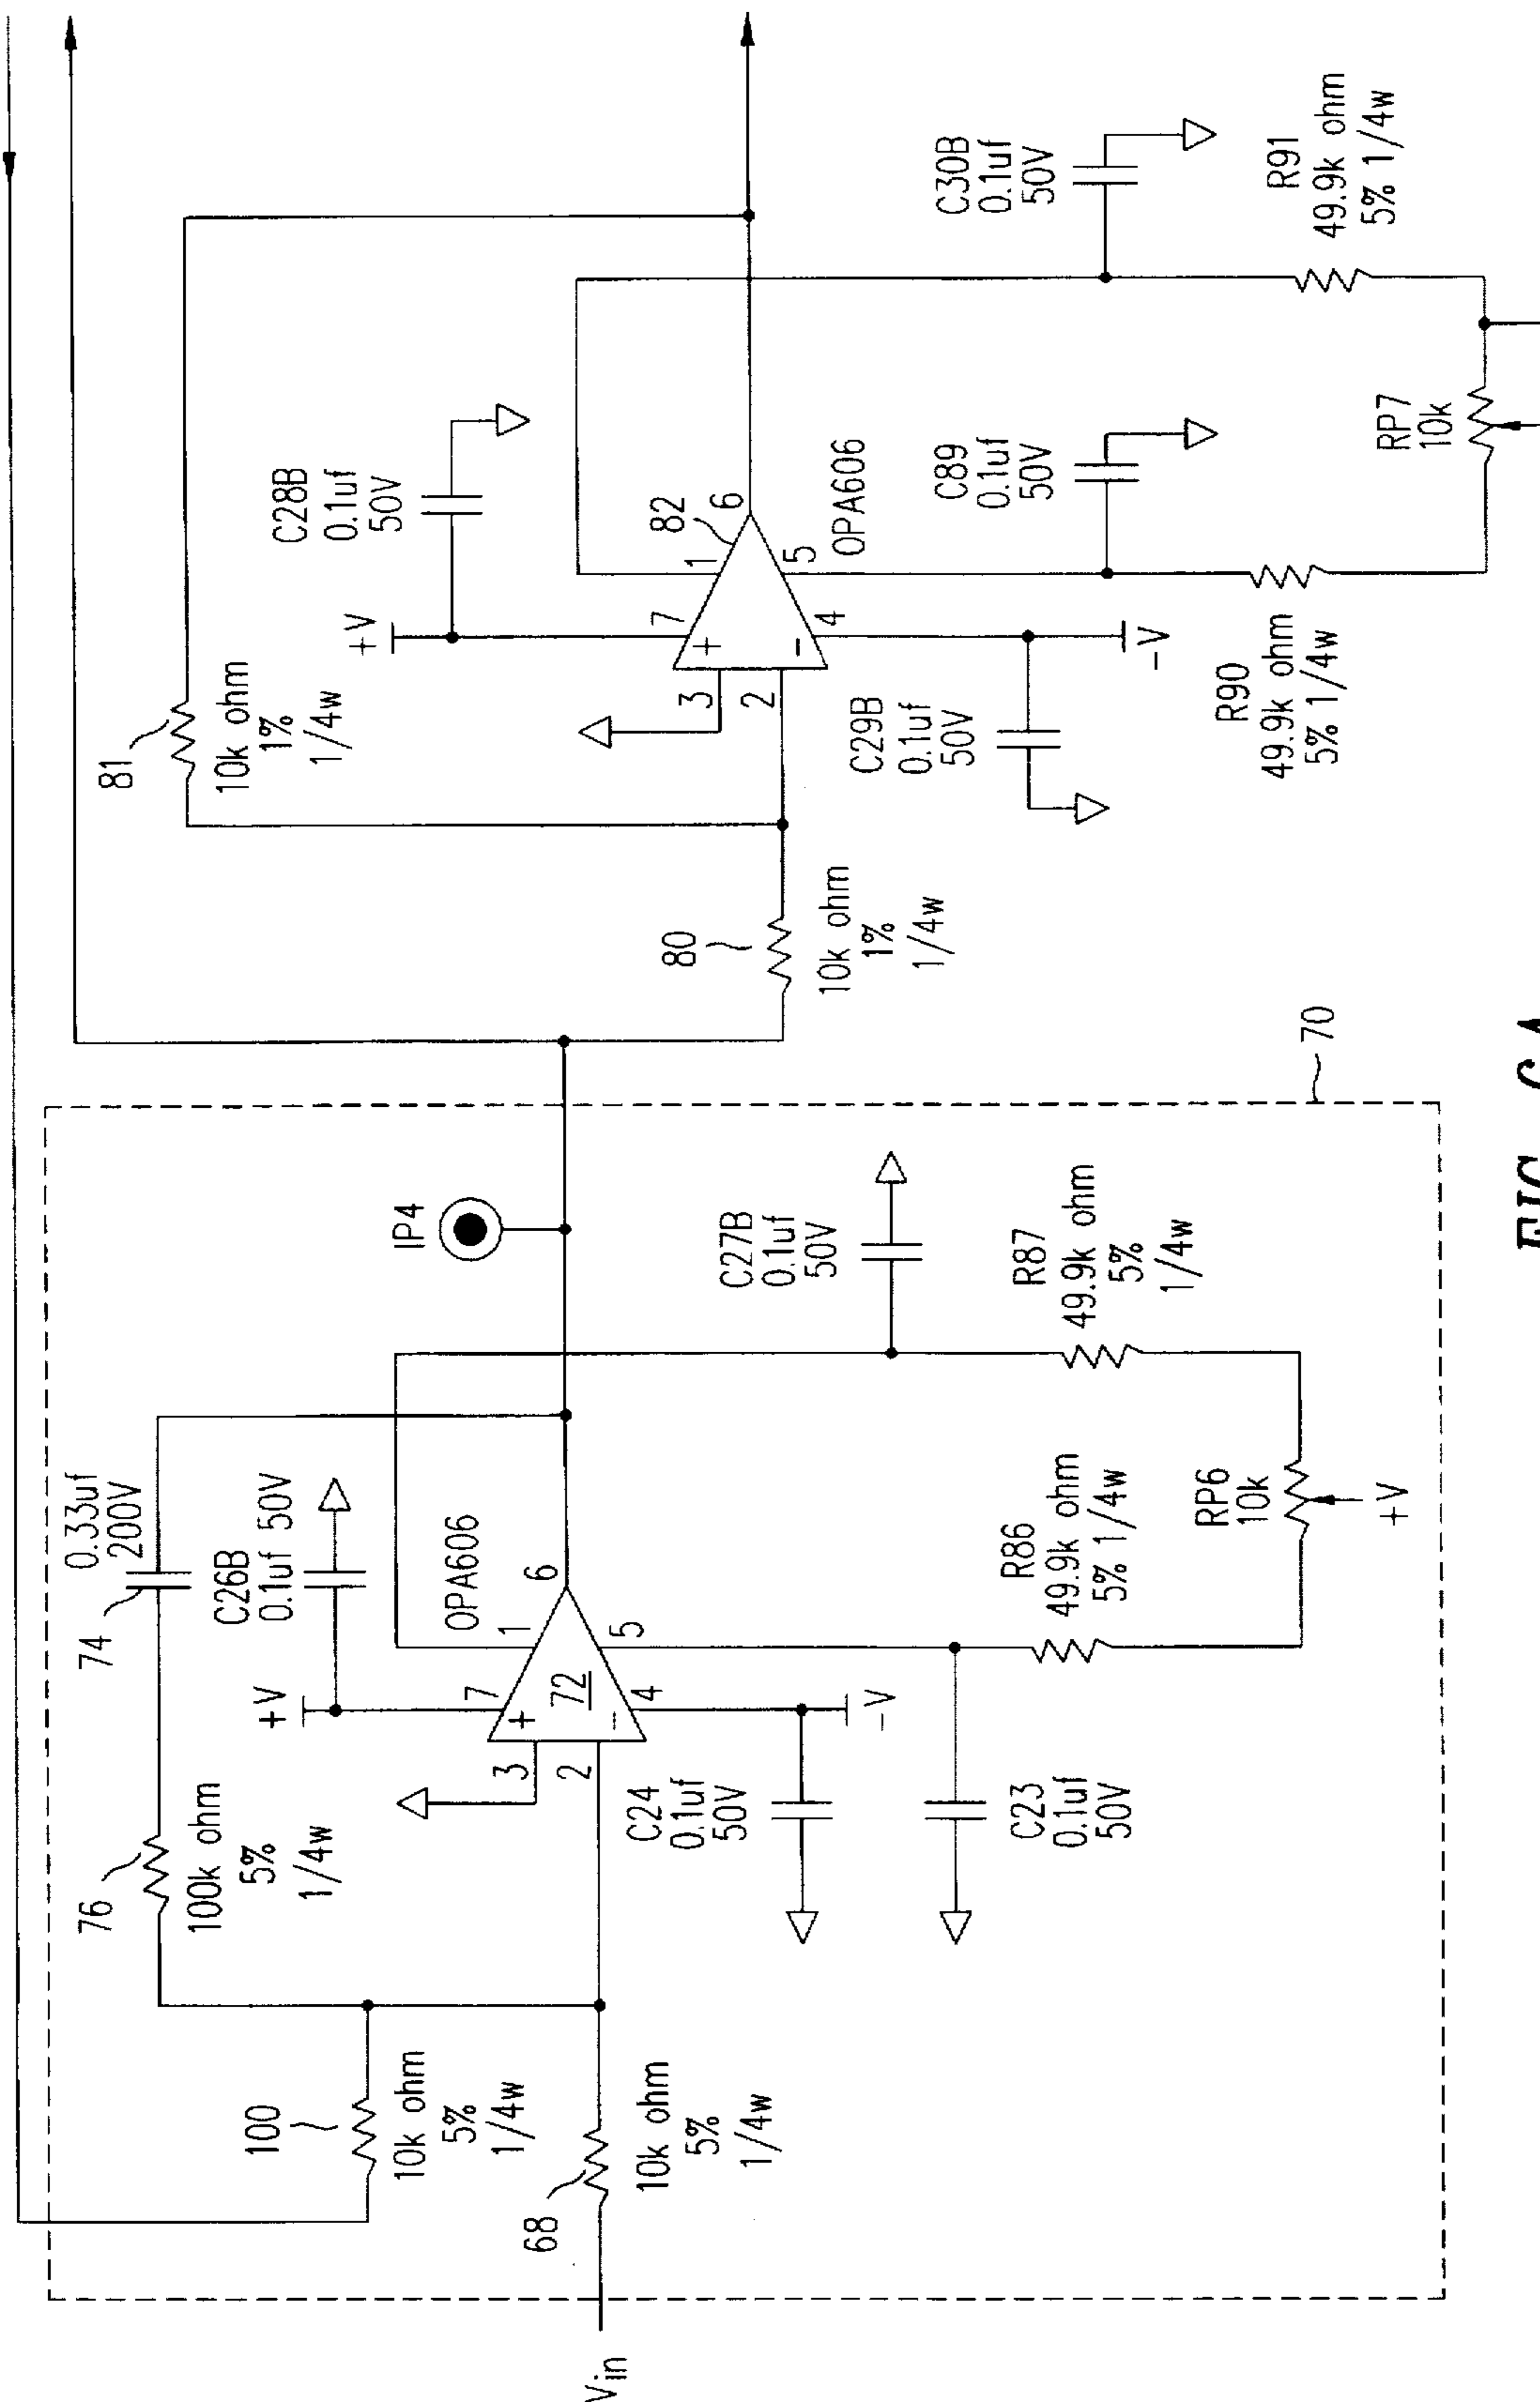 Vin
68
10k ohm
5%
1/4w
100
10k ohm
5%
1/4w
76
100k ohm
5%
1/4w
74
0.33uf
200V
+V
C26B
0.1uf 50V
OPA606
72
+
-
3
2
7
4
1
5
6
C24
0.1uf
50V
-V
C23
0.1uf
50V
R86
49.9k ohm
5% 1/4w
RP6
10k
+V
R87
49.9k ohm
5%
1/4w
C27B
0.1uf
50V
IP4
70
80
10k ohm
1%
1/4w
81
10k ohm
1%
1/4w
+V
C28B
0.1uf
50V
82
OPA606
+
-
3
2
7
4
1
5
6
C29B
0.1uf
50V
-V
R90
49.9k ohm
5% 1/4w
C89
0.1uf
50V
RP7
10k
C30B
0.1uf
50V
R91
49.9k ohm
5% 1/4w